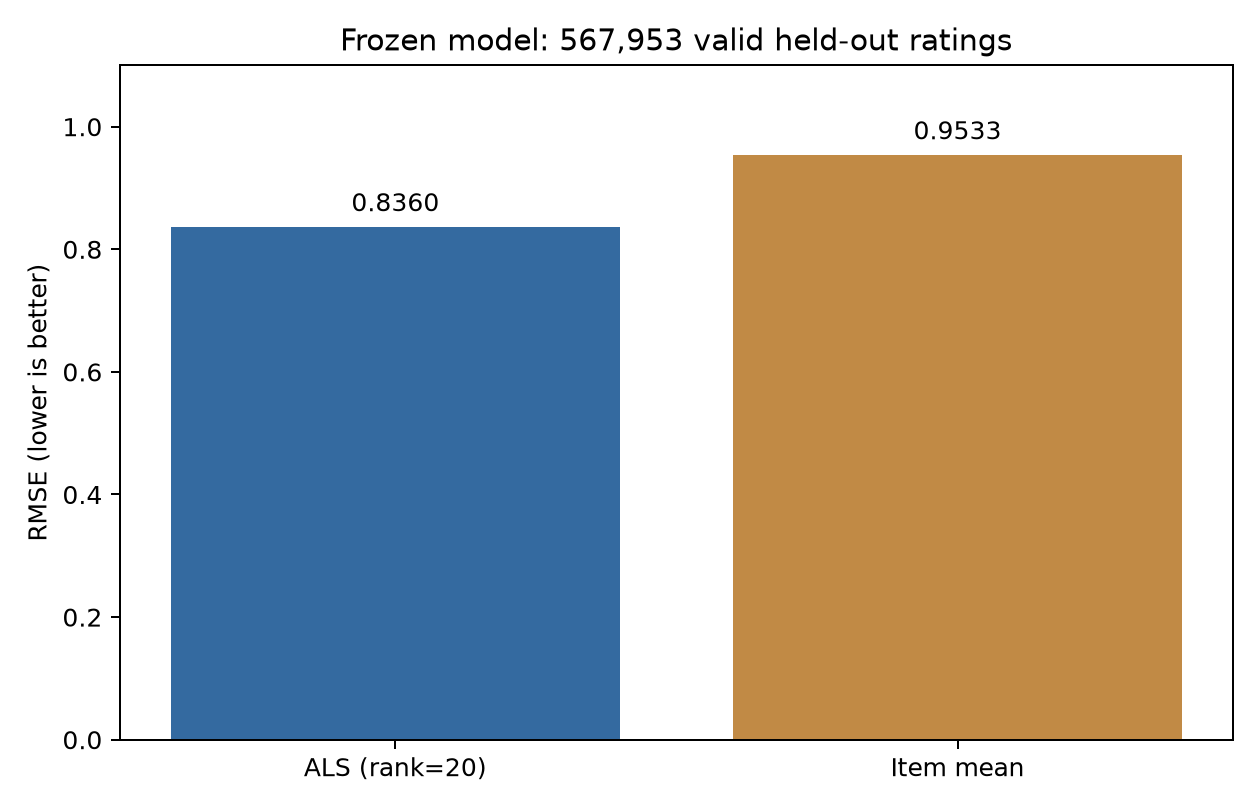 Frozen model: 567,953 valid held-out ratings
RMSE (lower is better)
1.0
0.8
0.6
0.4
0.2
0.0
0.8360
0.9533
ALS (rank=20)
Item mean